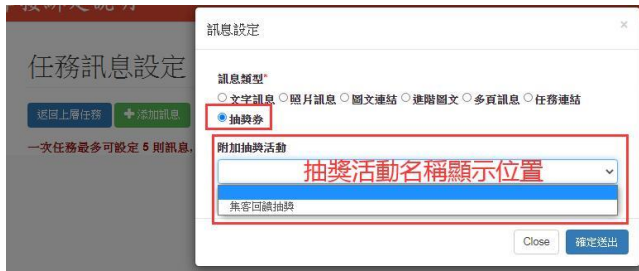 訊息設定
×
任務訊息設定
訊息類型*
文字訊息 照片訊息 圖文連結 進階圖文 多頁訊息 任務連結
抽獎券
返回上層任務 添加訊息
一次任務最多可設定 5 則訊息.
附加抽獎活動
抽獎活動名稱顯示位置
集客回饋抽獎
Close 確定送出